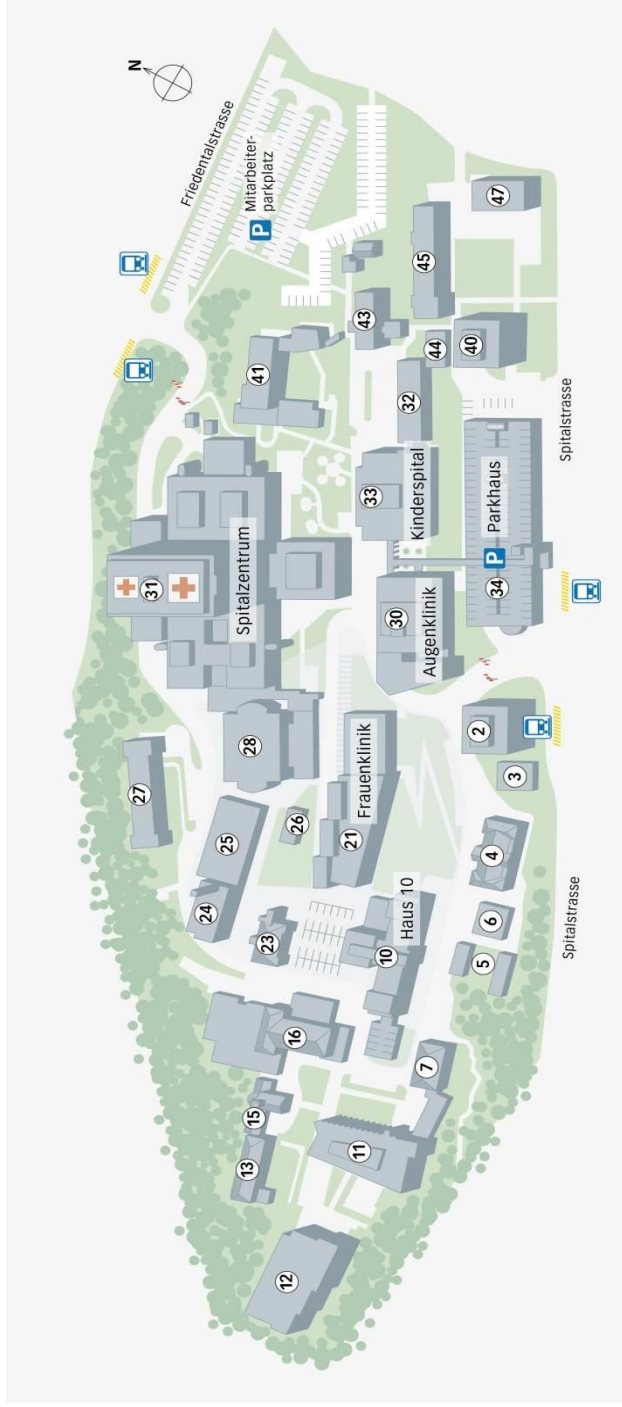 N
27
31
Friedentalstrasse
24
25
Spitalzentrum
28
13
15
Mitarbeiter-
parkplatz
P
41
23
12
16
26
21
Frauenklinik
11
43
33
10
30
Haus 10
32
Kinderspital
45
7
Augenklinik
44
40
2
5
4
6
34
P
Parkhaus
47
3
Spitalstrasse
Spitalstrasse